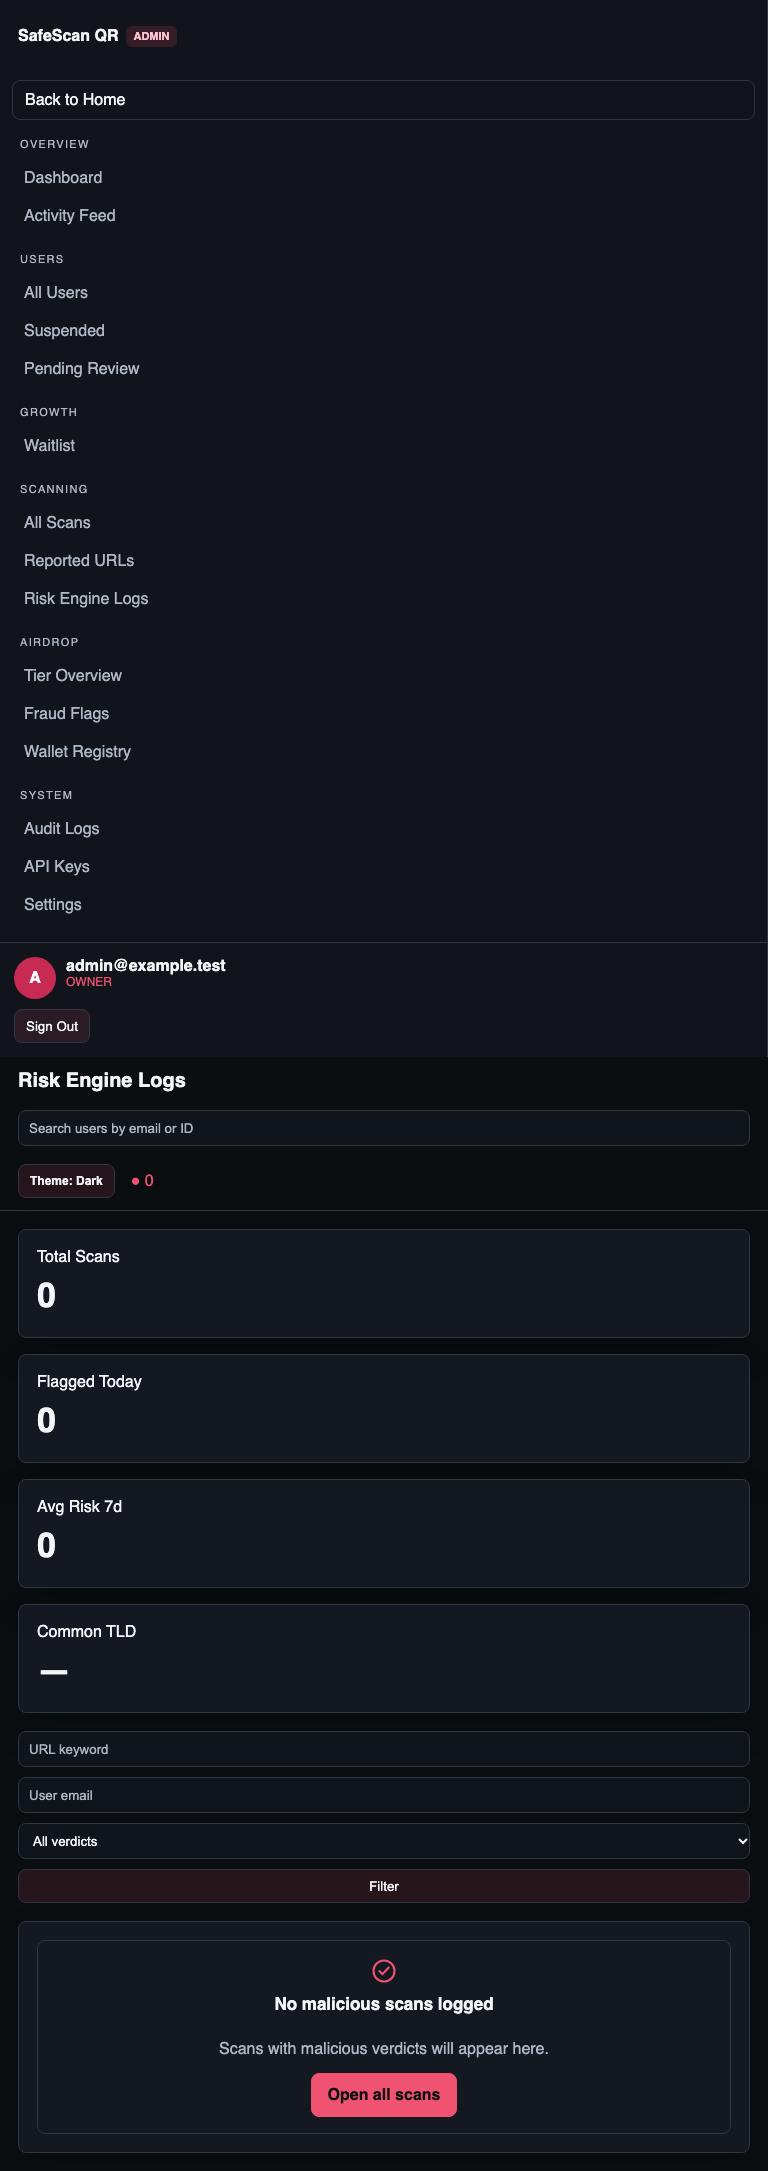 SafeScan QR ADMIN
Back to Home
OVERVIEW
Dashboard
Activity Feed
USERS
All Users
Suspended
Pending Review
GROWTH
Waitlist
SCANNING
All Scans
Reported URLs
Risk Engine Logs
AIRDROP
Tier Overview
Fraud Flags
Wallet Registry
SYSTEM
Audit Logs
API Keys
Settings
A admin@example.test
OWNER
Sign Out
Risk Engine Logs
Search users by email or ID
Theme: Dark 0
Total Scans
0
Flagged Today
0
Avg Risk 7d
0
Common TLD
—
URL keyword
User email
All verdicts
Filter
No malicious scans logged
Scans with malicious verdicts will appear here.
Open all scans